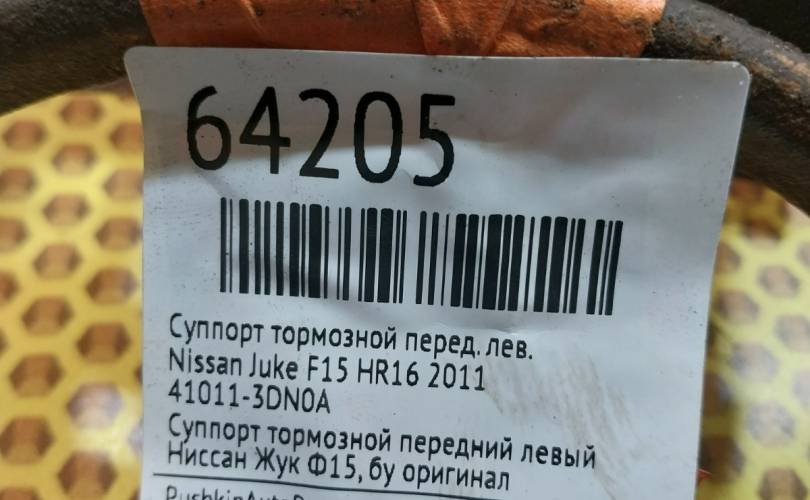 64205
Суппорт тормозной перед. лев.
Nissan Juke F15 HR16 2011
41011-3DN0A
Суппорт тормозной передний левый
Ниссан Жук Ф15, бу оригинал